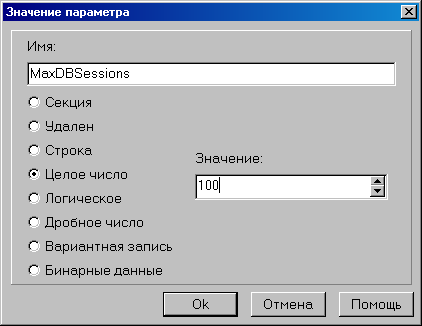 Значение параметра
Имя:
MaxDBSessions
Секция
Удален
Строка
Целое число
Логическое
Дробное число
Вариантная запись
Бинарные данные
Значение:
100
Ok
Отмена
Помощь